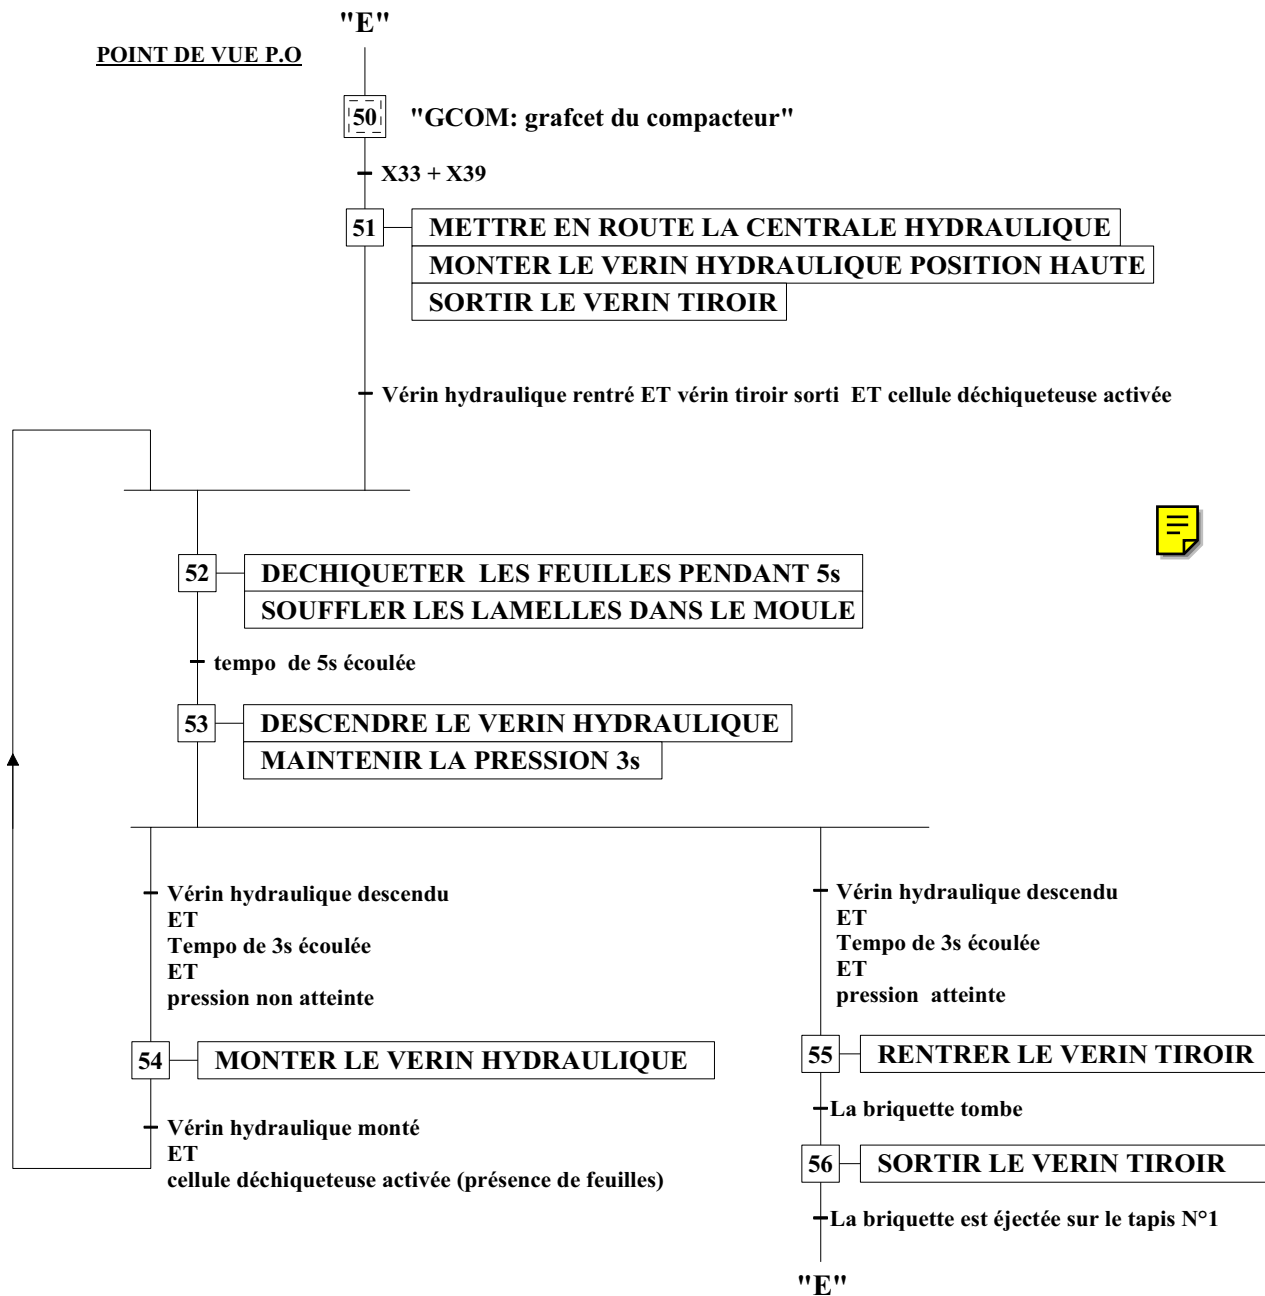 "E"
POINT DE VUE P.O
50
"GCOM: grafcet du compacteur"
X33 + X39
51
METTRE EN ROUTE LA CENTRALE HYDRAULIQUE
MONTER LE VERIN HYDRAULIQUE POSITION HAUTE
SORTIR LE VERIN TIROIR
Vérin hydraulique rentré ET vérin tiroir sorti ET cellule déchiqueteuse activée
52
DECHIQUETER LES FEUILLES PENDANT 5s
SOUFFLER LES LAMELLES DANS LE MOULE
tempo de 5s écoulée
53
DESCENDRE LE VERIN HYDRAULIQUE
MAINTENIR LA PRESSION 3s
Vérin hydraulique descendu
ET
Tempo de 3s écoulée
ET
pression non atteinte
54
MONTER LE VERIN HYDRAULIQUE
Vérin hydraulique monté
ET
cellule déchiqueteuse activée (présence de feuilles)
Vérin hydraulique descendu
ET
Tempo de 3s écoulée
ET
pression atteinte
55
RENTRER LE VERIN TIROIR
La briquette tombe
56
SORTIR LE VERIN TIROIR
La briquette est éjectée sur le tapis N°1
"E"